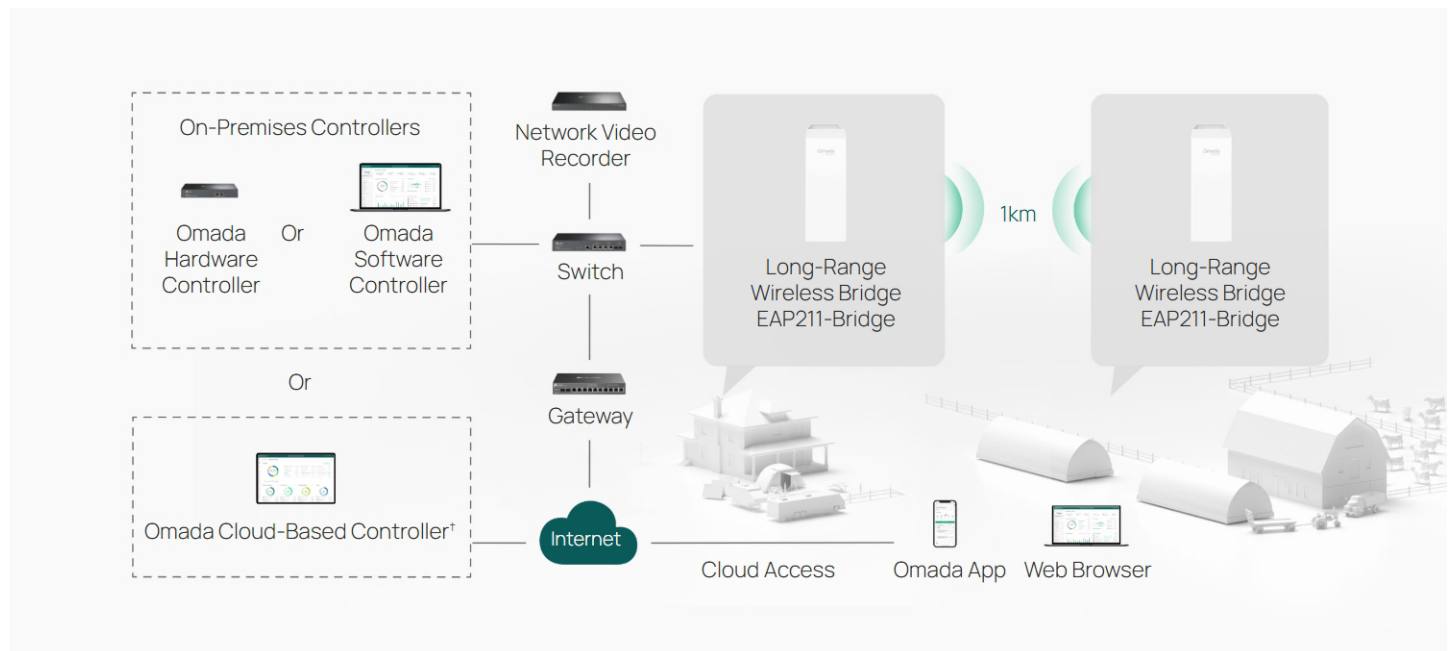 On-Premises Controllers
Omada
Hardware
Controller
Or
Omada
Software
Controller
Or
Omada Cloud-Based Controller†
Network Video
Recorder
Switch
Gateway
Internet
Omada
Long-Range
Wireless Bridge
EAP211-Bridge
1km
Omada
Long-Range
Wireless Bridge
EAP211-Bridge
Cloud Access
Omada App
Web Browser